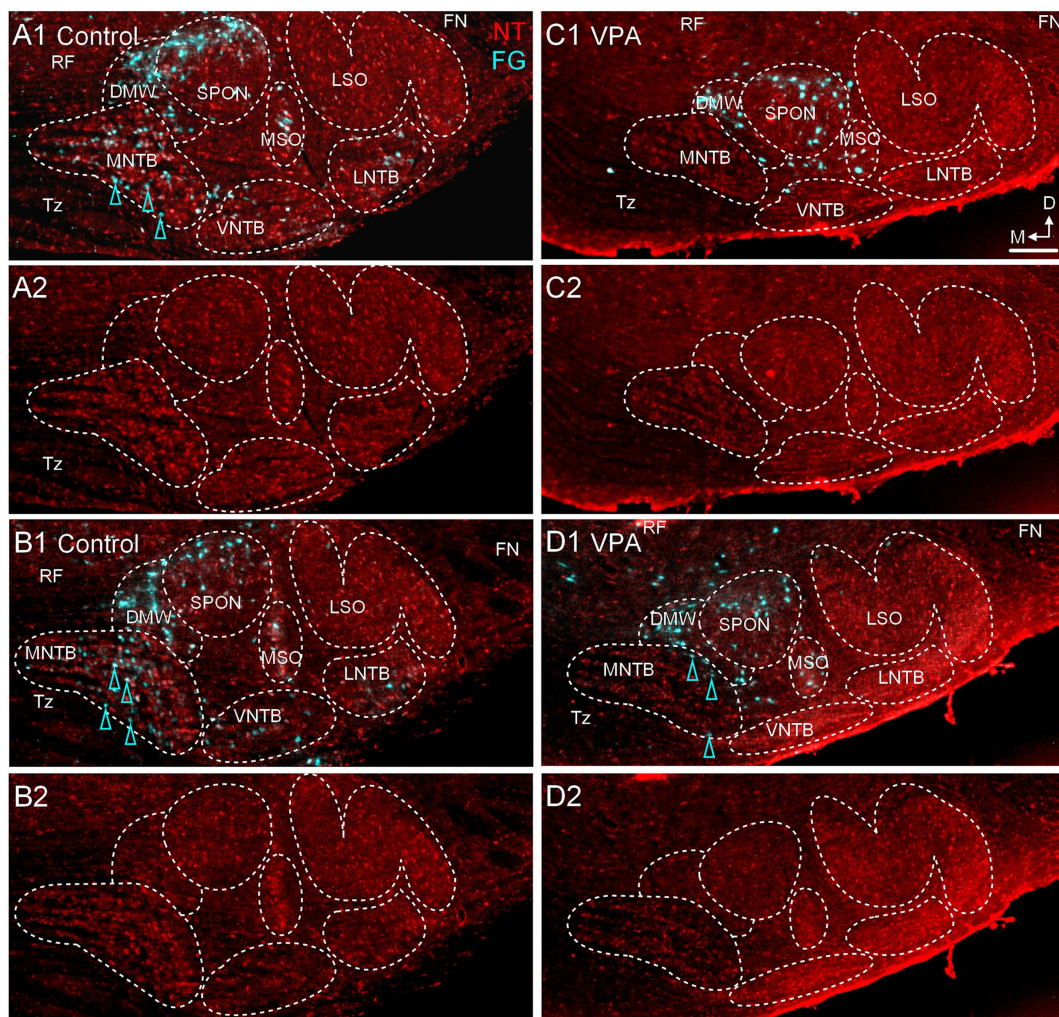 A1 Control
FN
NT
FG
RF
DMW
SPON
LSO
MSO
MNTB
LNTB
Tz
VNTB
C1 VPA
RF
FN
DMW
SPON
LSO
MSO
MNTB
LNTB
Tz
VNTB
D
M
A2
Tz
C2
B1 Control
FN
RF
SPON
LSO
DMW
MNTB
MSO
LNTB
Tz
VNTB
D1 VPA
RF
FN
DMW
SPON
LSO
MNTB
MSO
LNTB
Tz
VNTB
B2
D2